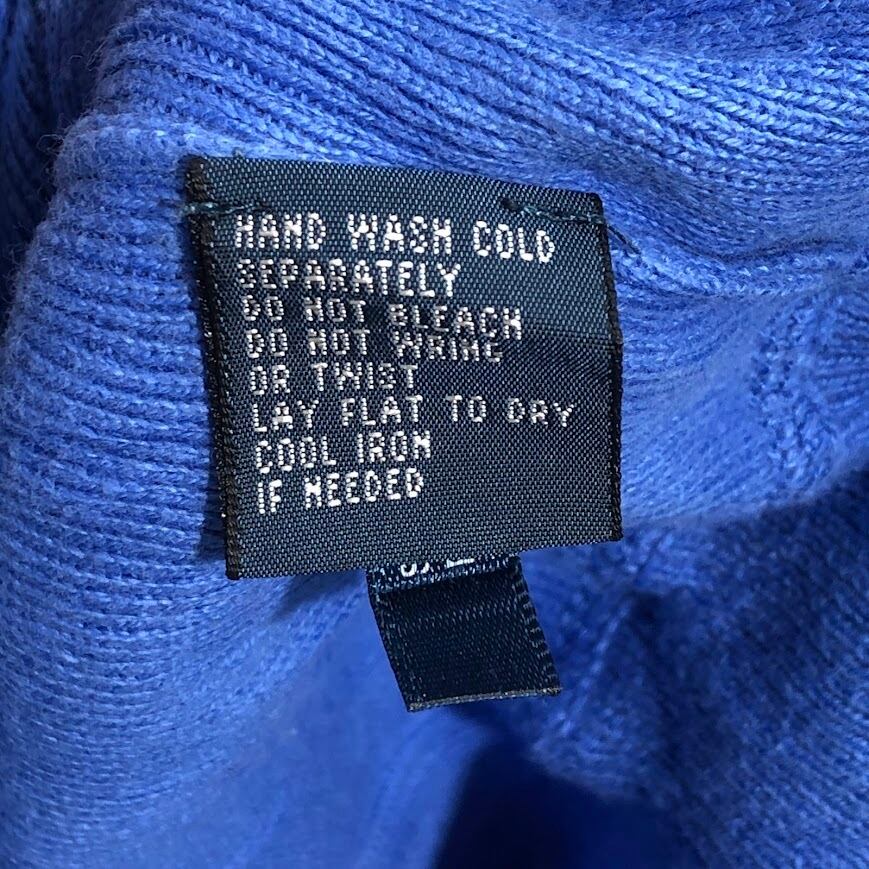 HAND WASH COLD
SEPARATELY
DO NOT BLEACH
DO NOT WRING
OR TWIST
LAY FLAT TO DRY
COOL IRON
IF NEEDED